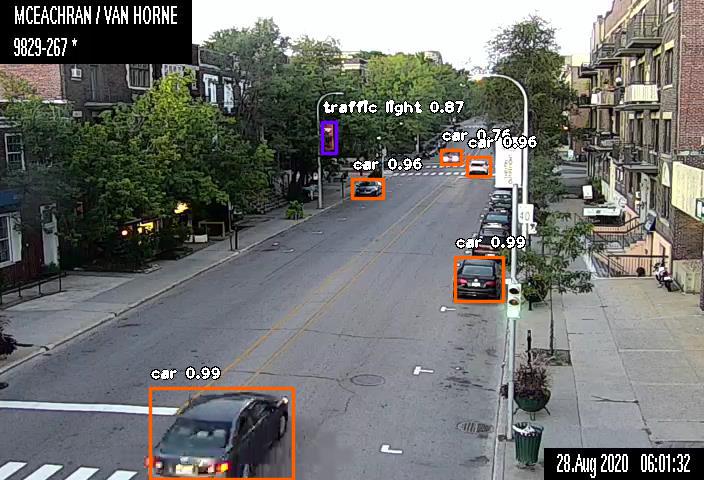 MCEACHRAN / VAN HORNE
9829-267 *
traffic light 0.87
car 0.76
car 0.96
car 0.96
40
car 0.99
car 0.99
28.Aug 2020 06:01:32